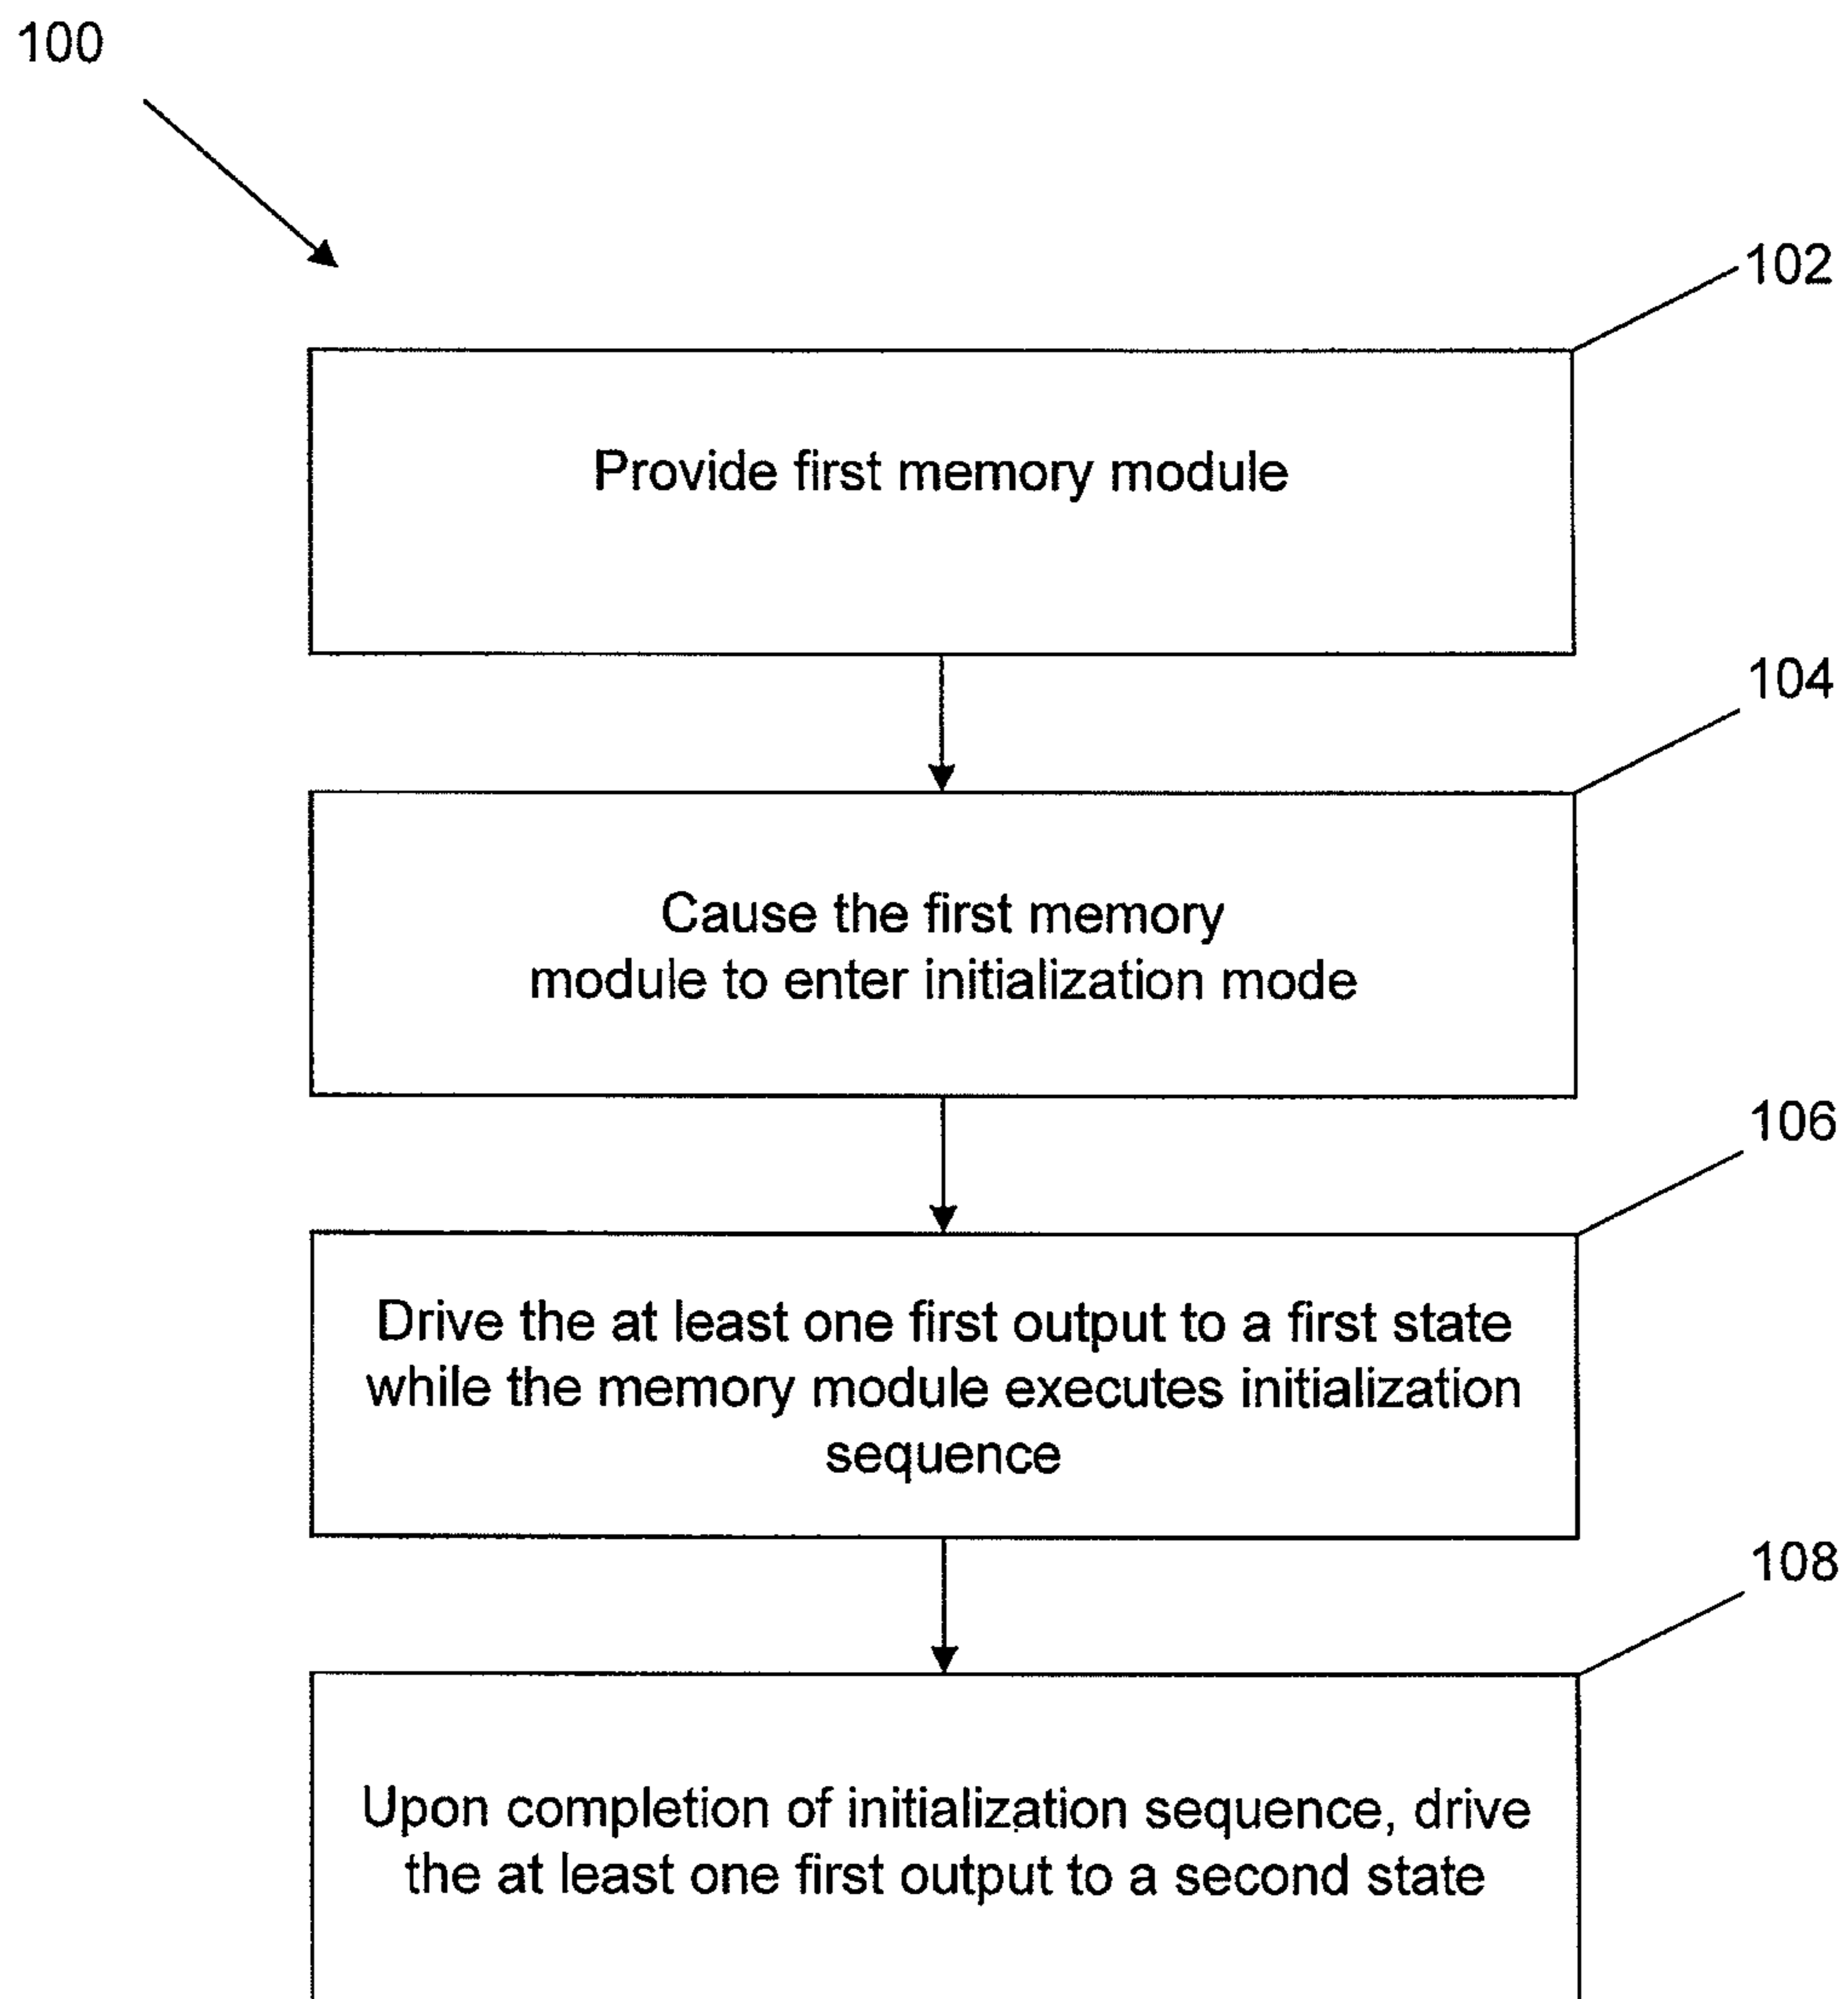 100
102
Provide first memory module
104
Cause the first memory
module to enter initialization mode
106
Drive the at least one first output to a first state
while the memory module executes initialization
sequence
108
Upon completion of initialization sequence, drive
the at least one first output to a second state